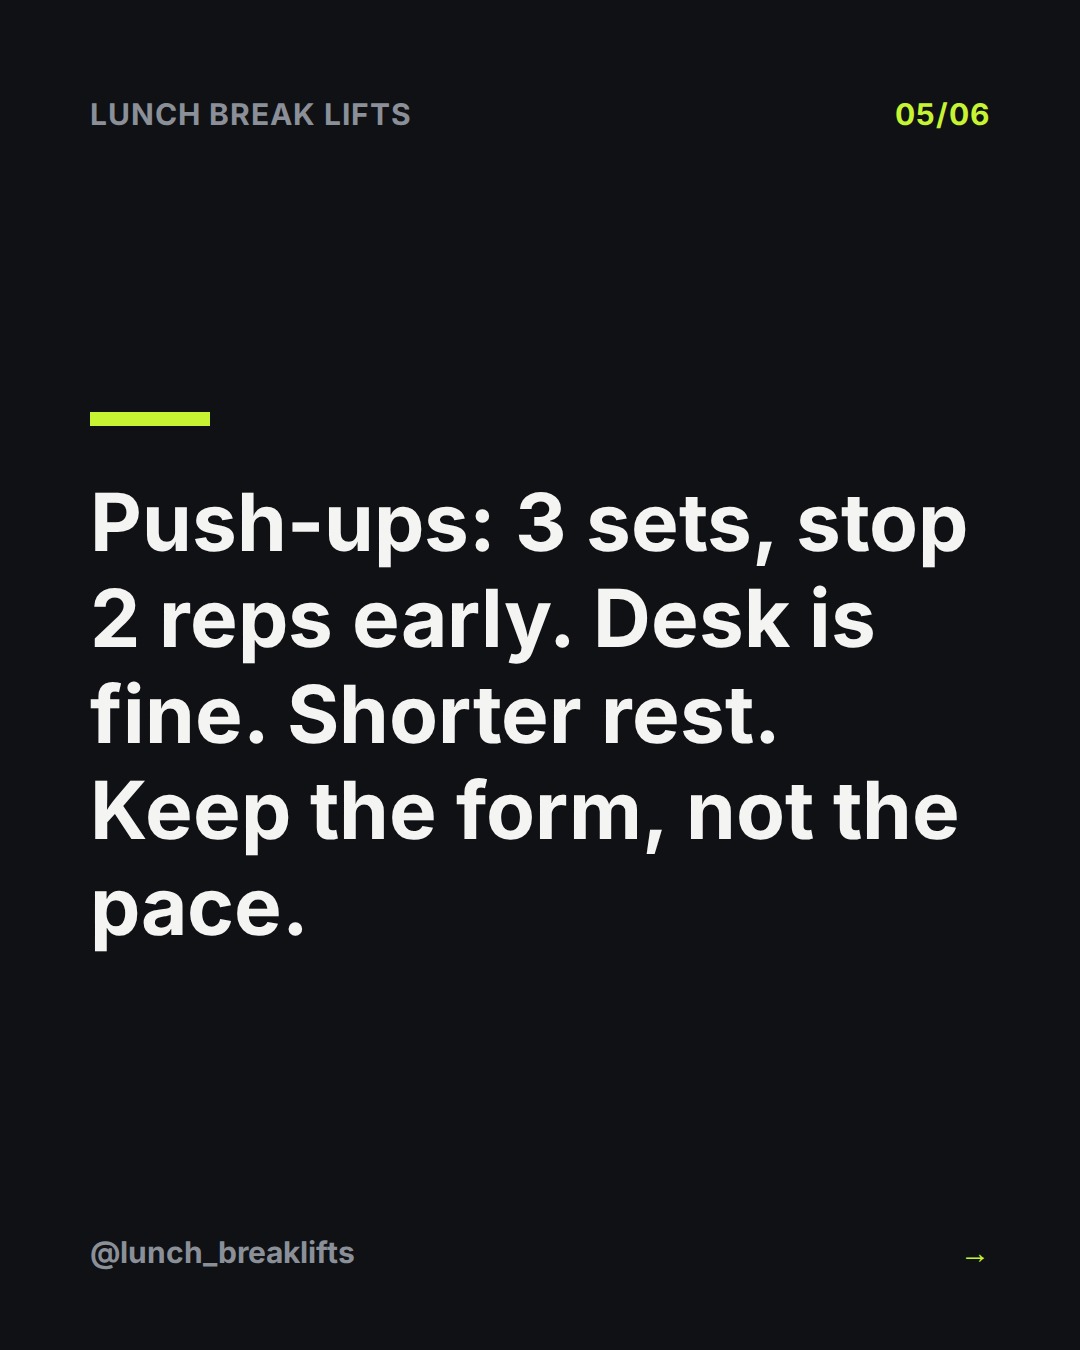 LUNCH BREAK LIFTS
05/06
Push-ups: 3 sets, stop
2 reps early. Desk is
fine. Shorter rest.
Keep the form, not the
pace.
@lunch_breaklifts
→